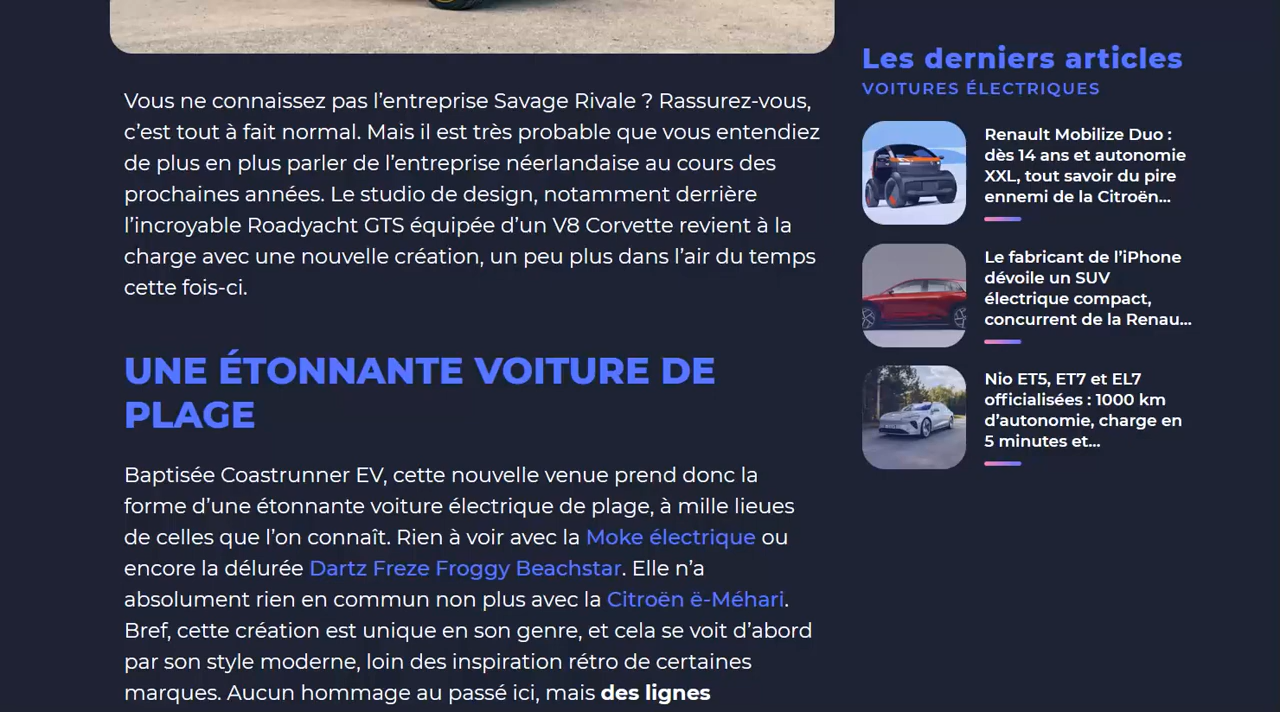 Vous ne connaissez pas l’entreprise Savage Rivale ? Rassurez-vous,
c’est tout à fait normal. Mais il est très probable que vous entendiez
de plus en plus parler de l’entreprise néerlandaise au cours des
prochaines années. Le studio de design, notamment derrière
l’incroyable Roadyacht GTS équipée d’un V8 Corvette revient à la
charge avec une nouvelle création, un peu plus dans l’air du temps
cette fois-ci.
UNE ÉTONNANTE VOITURE DE
PLAGE
Baptisée Coastrunner EV, cette nouvelle venue prend donc la
forme d’une étonnante voiture électrique de plage, à mille lieues
de celles que l’on connaît. Rien à voir avec la Moke électrique ou
encore la délurée Dartz Freze Froggy Beachstar. Elle n’a
absolument rien en commun non plus avec la Citroën ë-Méhari.
Bref, cette création est unique en son genre, et cela se voit d’abord
par son style moderne, loin des inspiration rétro de certaines
marques. Aucun hommage au passé ici, mais des lignes
Les derniers articles
VOITURES ÉLECTRIQUES
Renault Mobilize Duo :
dès 14 ans et autonomie
XXL, tout savoir du pire
ennemi de la Citroën...
Le fabricant de l’iPhone
dévoile un SUV
électrique compact,
concurrent de la Renau...
Nio ET5, ET7 et EL7
officialisées : 1000 km
d’autonomie, charge en
5 minutes et...